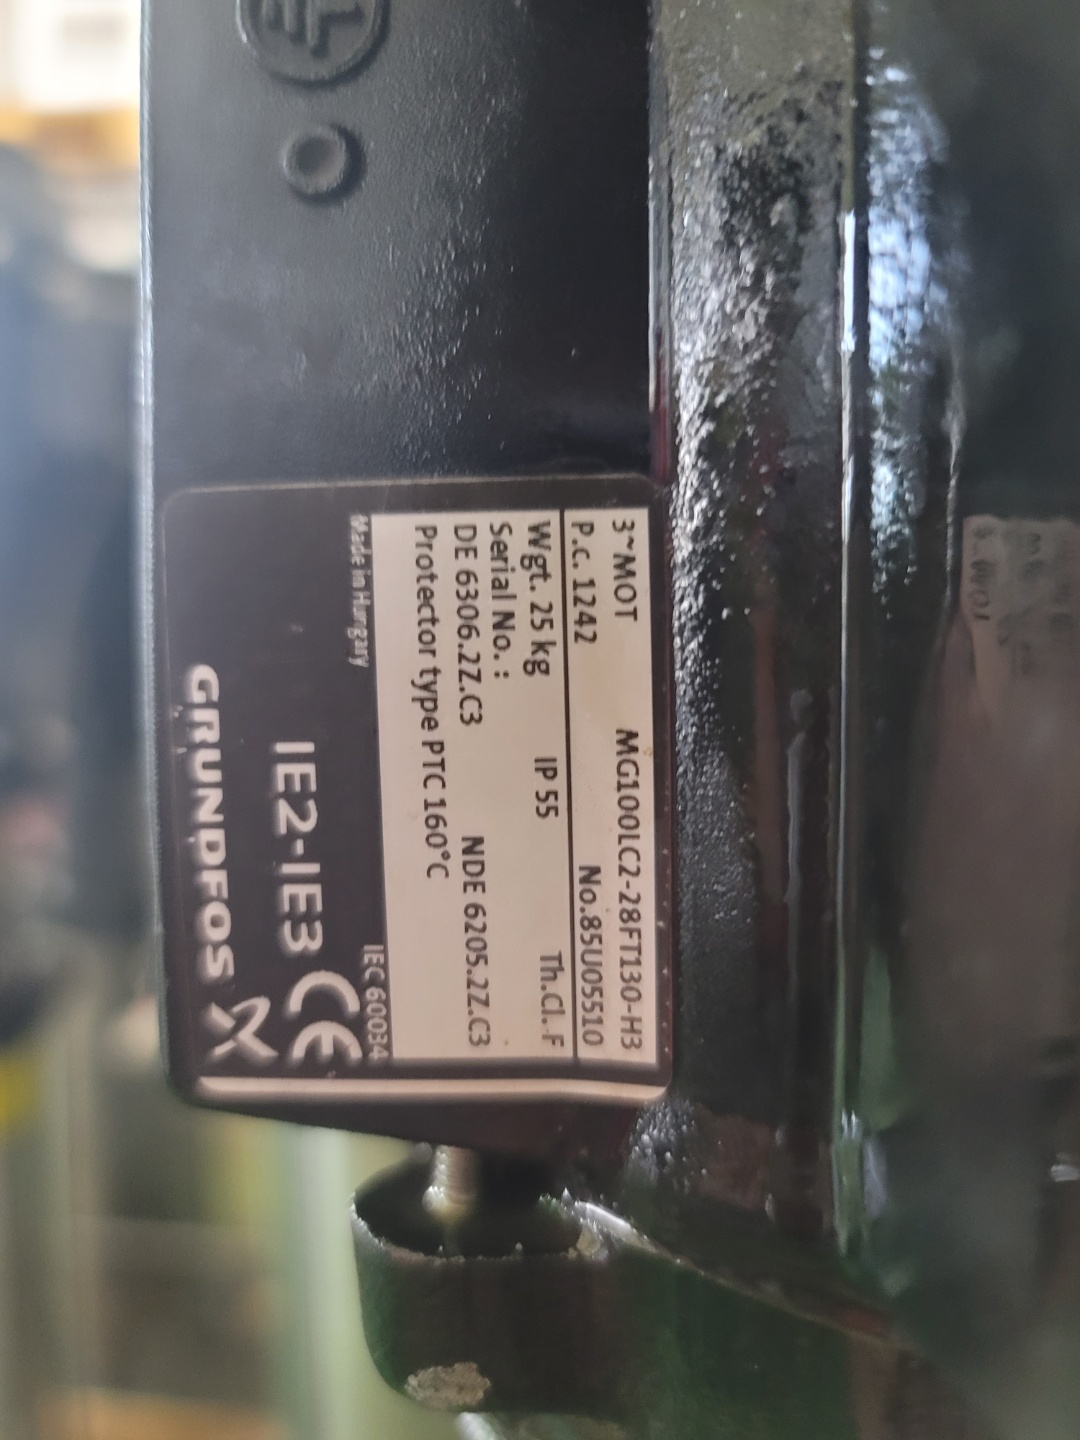 3~MOT MG100LC2-28FT130-H3
P.c. 1242 No.85U05510
Wgt. 25 kg IP 55 Th.Cl. F
Serial No. :
DE 6306.2Z.C3 NDE 6205.2Z.C3
Protector type PTC 160°C
Made in Hungary IEC 60034
IE2-IE3 CE
GRUNDFOS